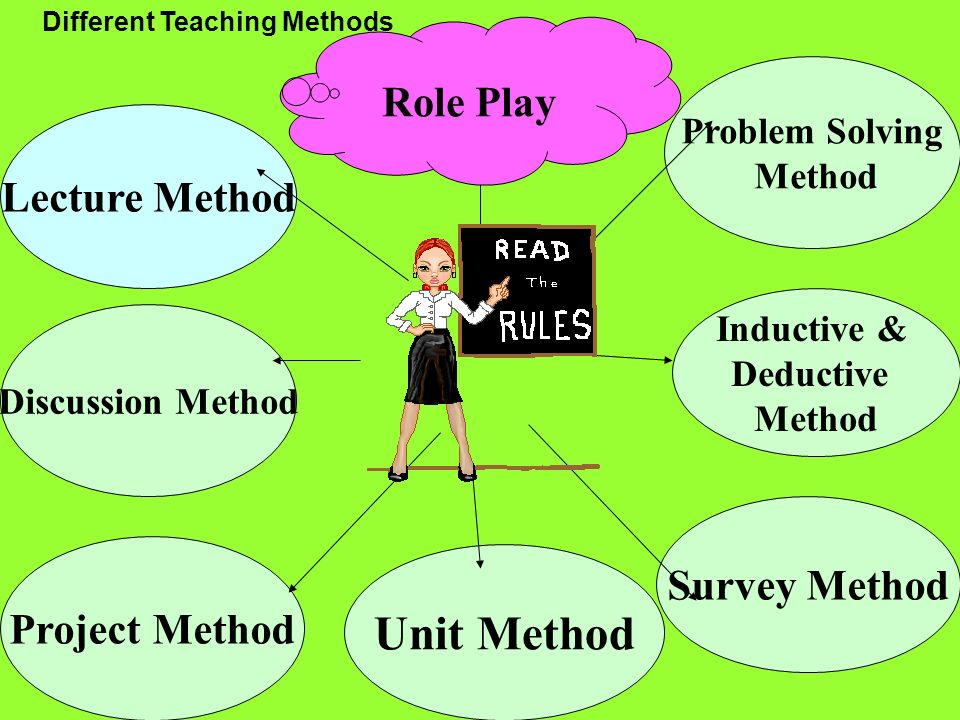 Different Teaching Methods
Role Play
Problem Solving
Method
Lecture Method
READ
The
RULES
Inductive &
Deductive
Method
Discussion Method
Survey Method
Project Method
Unit Method